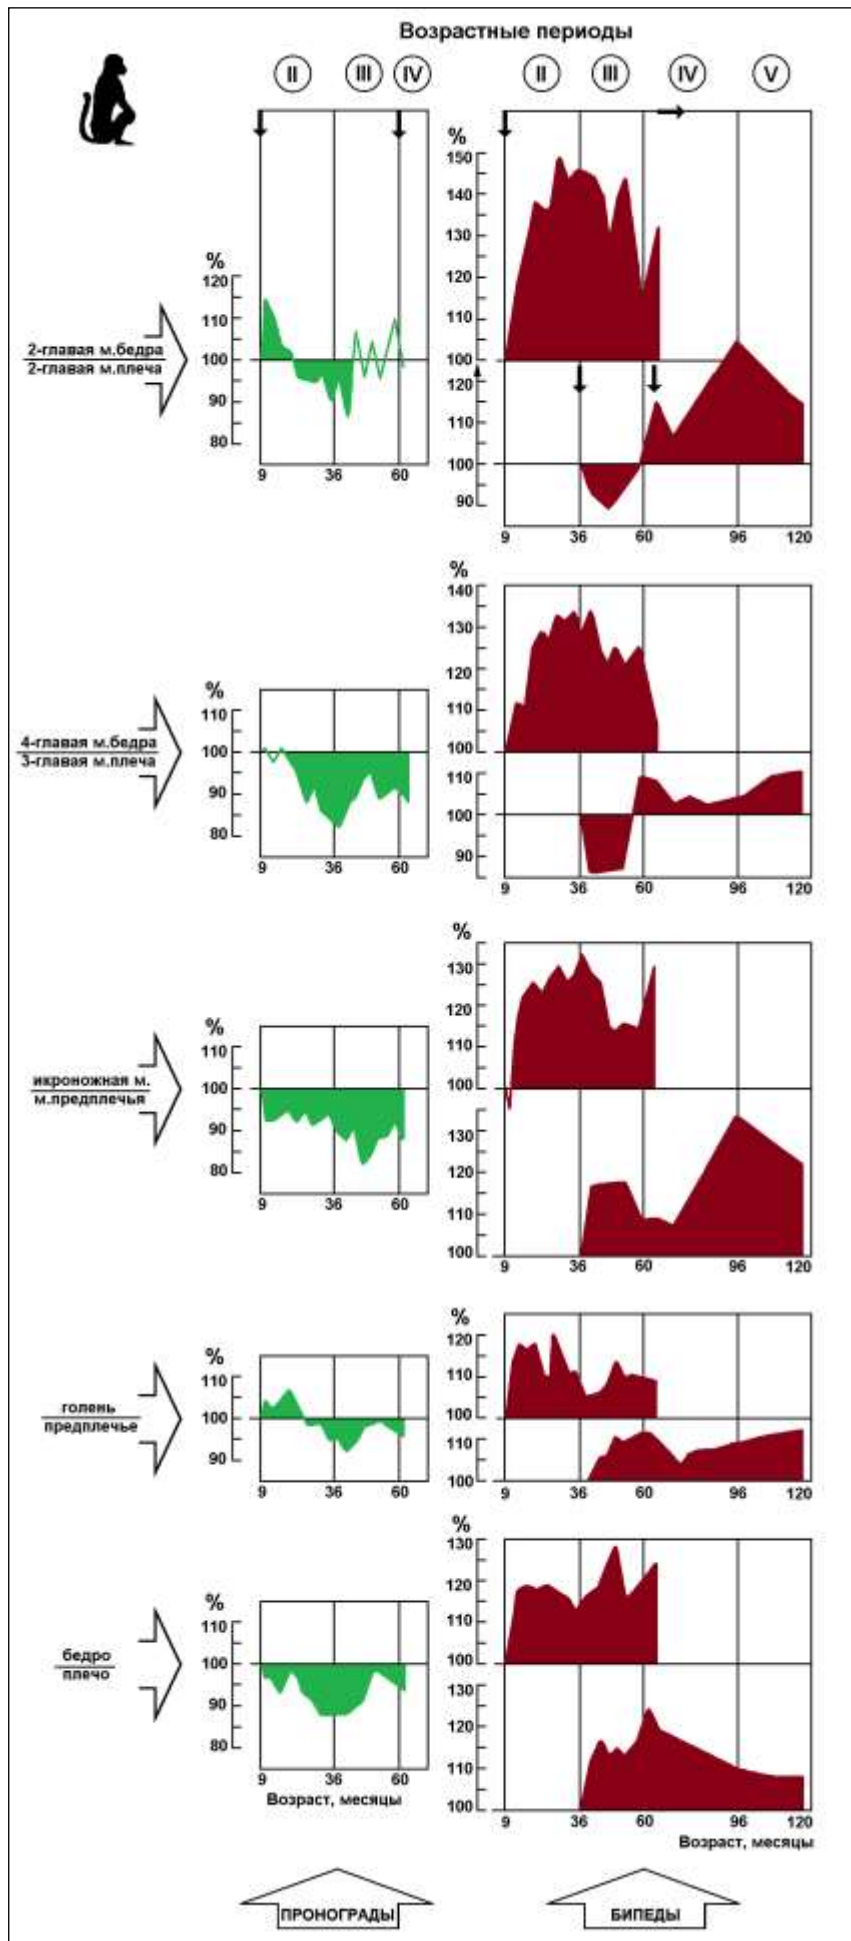 Возрастные периоды
II III IV II III IV V
%
150
140
130
120
110
100
%
120
110
100
90
80
120
110
100
90
2-главая м.бедра
2-главая м.плеча
9 36 60
9 36 60 96 120
%
140
130
120
110
100
%
110
100
90
80
110
100
90
4-главая м.бедра
3-главая м.плеча
9 36 60
9 36 60 96 120
%
130
120
110
100
%
110
100
90
80
130
120
110
100
икроножная м.
м.предплечья
9 36 60
9 36 60 96 120
%
120
110
100
%
110
100
90
110
100
голень
предплечье
9 36 60
9 36 60 96 120
%
130
120
110
100
%
110
100
90
80
130
120
110
100
бедро
плечо
9 36 60
Возраст, месяцы
9 36 60 96 120
Возраст, месяцы
ПРОНОГРАДЫ
БИПЕДЫ